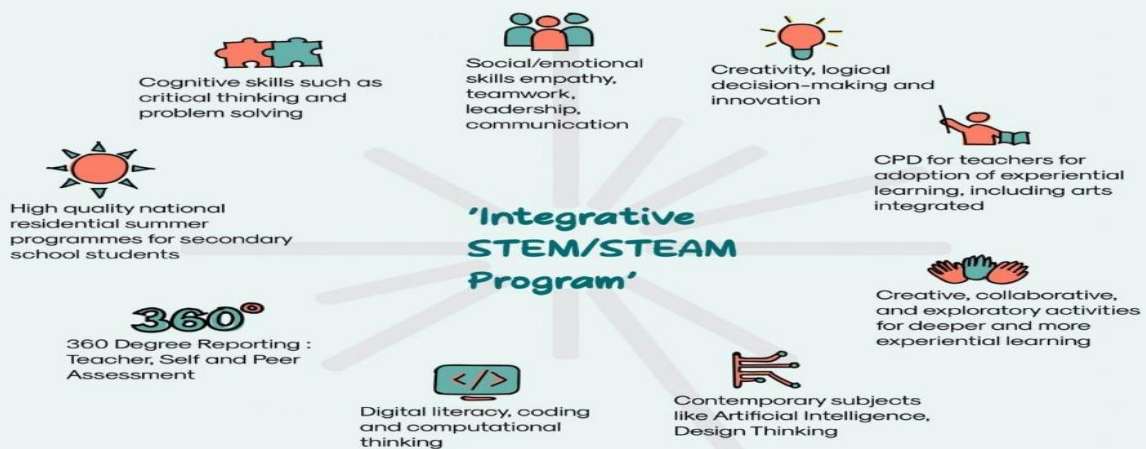 Cognitive skills such as
critical thinking and
problem solving
Social/emotional
skills empathy,
teamwork,
leadership,
communication
Creativity, logical
decision-making and
innovation
CPD for teachers for
adoption of experiential
learning, including arts
integrated
High quality national
residential summer
programmes for secondary
school students
'Integrative
STEM/STEAM
Program'
Creative, collaborative,
and exploratory activities
for deeper and more
experiential learning
360°
360 Degree Reporting :
Teacher, Self and Peer
Assessment
</>
Digital literacy, coding
and computational
thinking
Contemporary subjects
like Artificial Intelligence,
Design Thinking